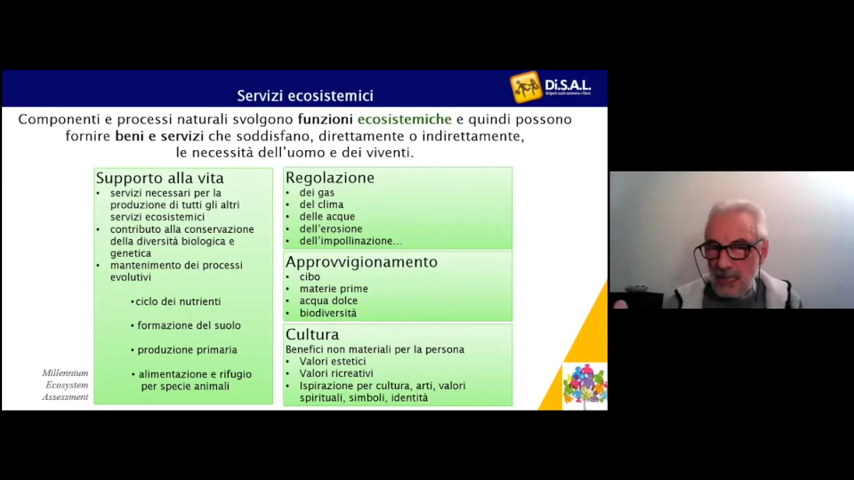 Servizi ecosistemici
Di.S.A.L.
Componenti e processi naturali svolgono funzioni ecosistemiche e quindi possono
fornire beni e servizi che soddisfano, direttamente o indirettamente,
le necessità dell'uomo e dei viventi.
Supporto alla vita
• servizi necessari per la
produzione di tutti gli altri
servizi ecosistemici
• contributo alla conservazione
della diversità biologica e
genetica
• mantenimento dei processi
evolutivi
•ciclo dei nutrienti
• formazione del suolo
• produzione primaria
• alimentazione e rifugio
per specie animali
Regolazione
• dei gas
• del clima
• delle acque
• dell'erosione
• dell'impollinazione...
Approvvigionamento
• cibo
• materie prime
• acqua dolce
• biodiversità
Cultura
Benefici non materiali per la persona
• Valori estetici
• Valori ricreativi
• Ispirazione per cultura, arti, valori
spirituali, simboli, identità
Millennium
Ecosystem
Assessment